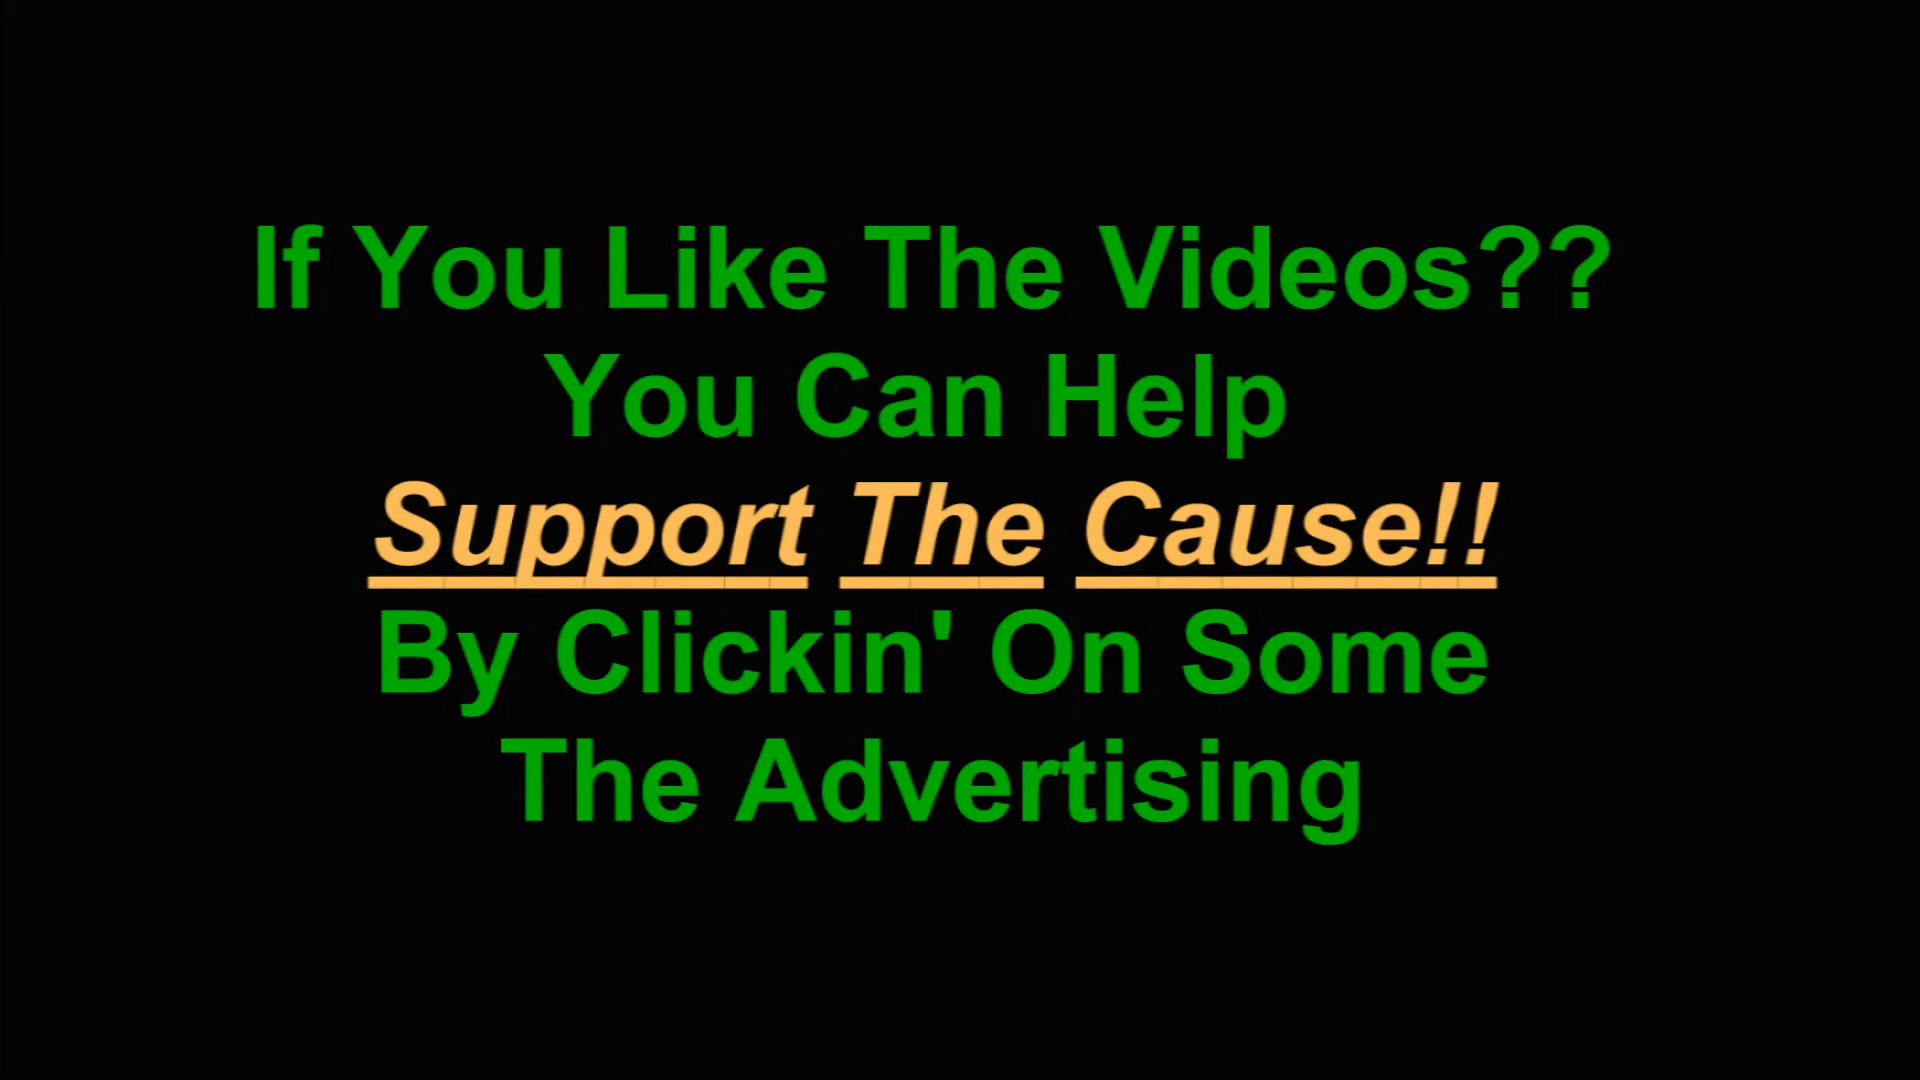 If You Like The Videos??
You Can Help
Support The Cause!!
By Clickin' On Some
The Advertising